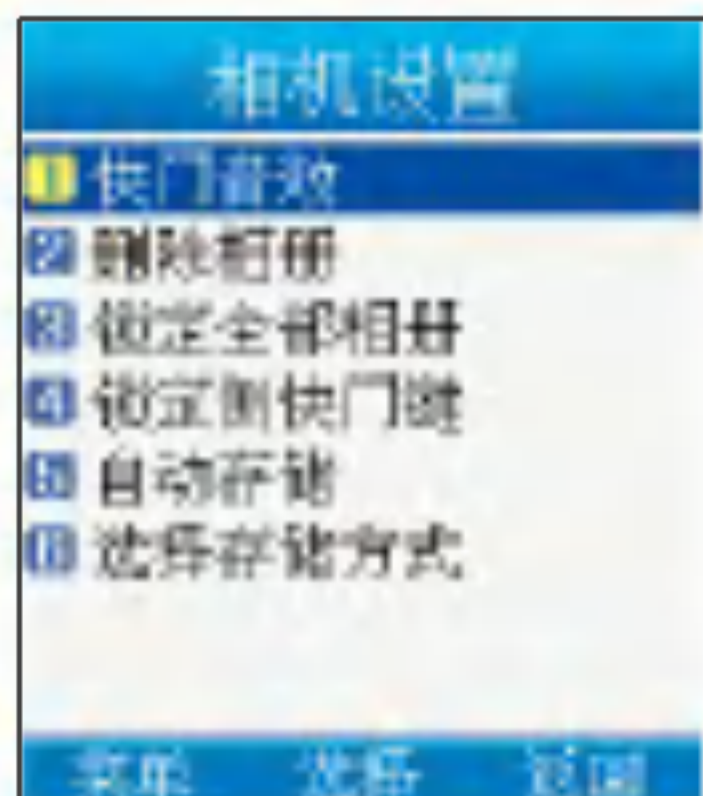 相机设置
1 快门音效
2 删除相册
3 锁定全部相册
4 锁定侧快门键
5 自动存储
6 选择存储方式
菜单 选择 返回